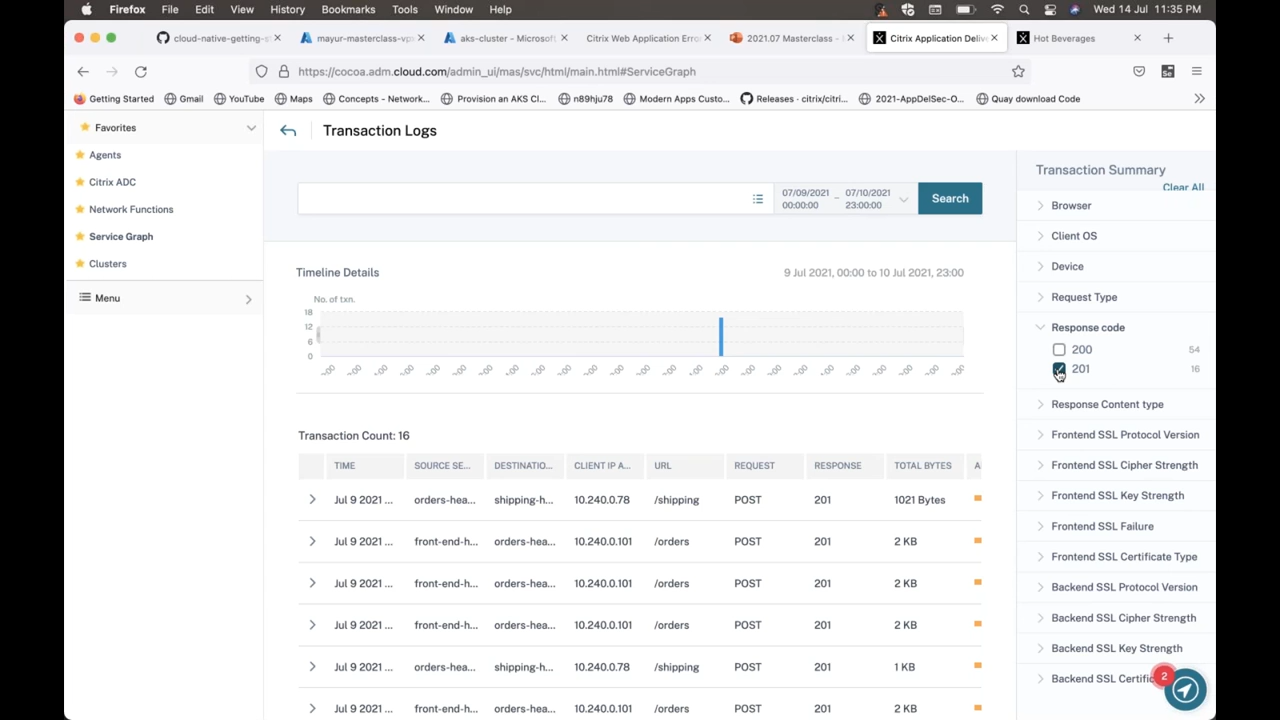 Firefox File Edit View History Bookmarks Tools Window Help Wed 14 Jul 11:35 PM
cloud-native-getting-s mayur-masterclass-vp aks-cluster - Microsof Citrix Web Application Erro 2021.07 Masterclass - Citrix Application Deliv Hot Beverages
https://cocoa.adm.cloud.com/admin_ui/mas/svc/html/main.html#ServiceGraph
Getting Started Gmail YouTube Maps Concepts - Network... Provision an AKS Cl... n89hju78 Modern Apps Custo... Releases · citrix/citri... 2021-AppDelSec-O... Quay download Code
Favorites
Agents
Citrix ADC
Network Functions
Service Graph
Clusters
Menu
Transaction Logs
07/09/2021 00:00:00 – 07/10/2021 23:00:00 Search
Timeline Details 9 Jul 2021, 00:00 to 10 Jul 2021, 23:00
No. of txn.
18
12
6
0
Transaction Count: 16
TIME SOURCE SE... DESTINATIO... CLIENT IP A... URL REQUEST RESPONSE TOTAL BYTES
Jul 9 2021 ... orders-hea... shipping-h... 10.240.0.78 /shipping POST 201 1021 Bytes
Jul 9 2021 ... front-end-h... orders-hea... 10.240.0.101 /orders POST 201 2 KB
Jul 9 2021 ... front-end-h... orders-hea... 10.240.0.101 /orders POST 201 2 KB
Jul 9 2021 ... front-end-h... orders-hea... 10.240.0.101 /orders POST 201 2 KB
Jul 9 2021 ... orders-hea... shipping-h... 10.240.0.78 /shipping POST 201 1 KB
Jul 9 2021 ... front-end-h... orders-hea... 10.240.0.101 /orders POST 201 2 KB
Transaction Summary
Clear All
Browser
Client OS
Device
Request Type
Response code
200 54
201 16
Response Content type
Frontend SSL Protocol Version
Frontend SSL Cipher Strength
Frontend SSL Key Strength
Frontend SSL Failure
Frontend SSL Certificate Type
Backend SSL Protocol Version
Backend SSL Cipher Strength
Backend SSL Key Strength
Backend SSL Certific
2